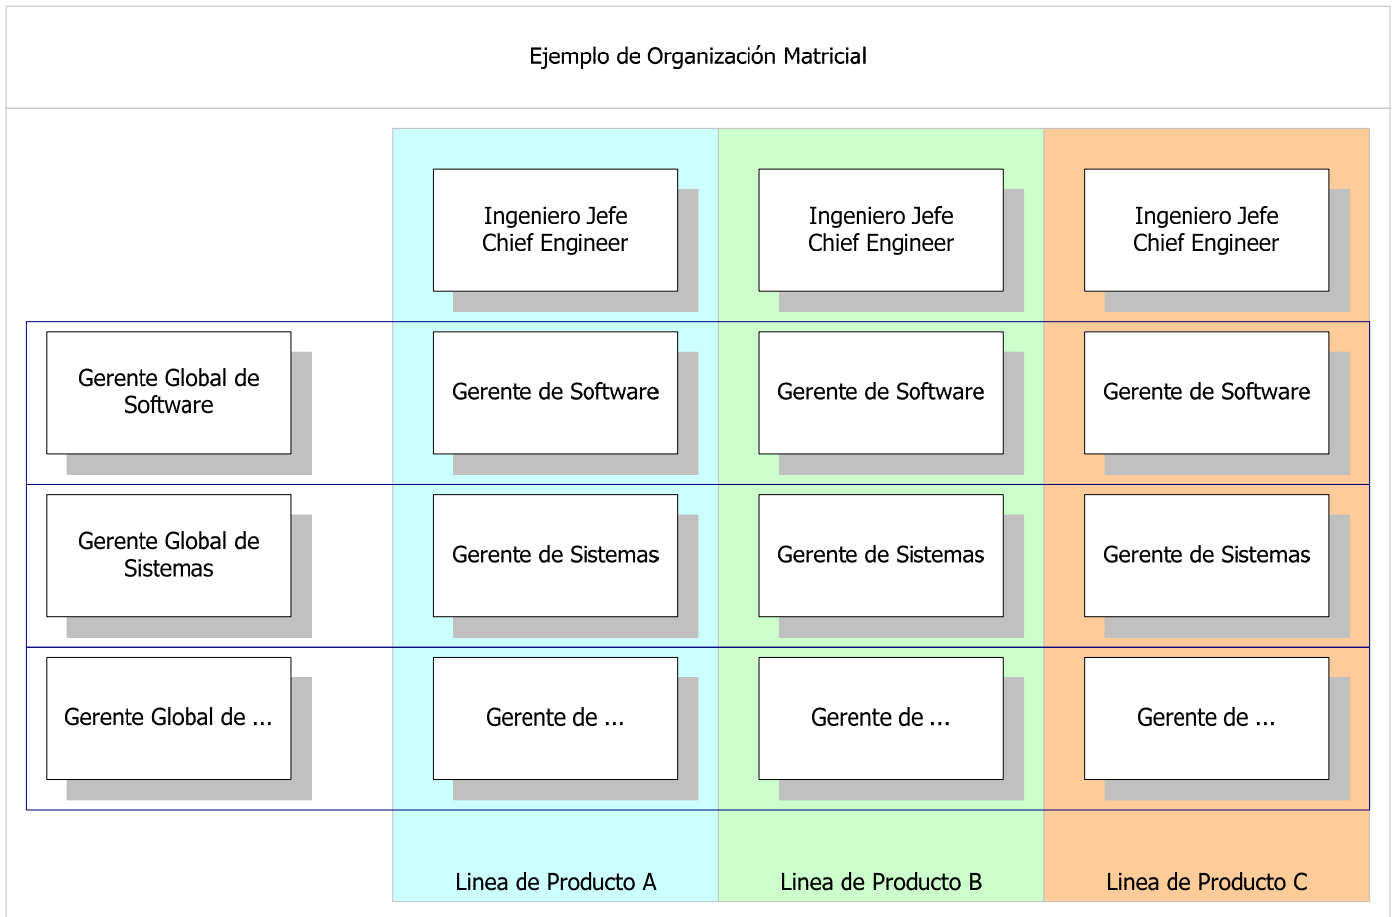 Ejemplo de Organización Matricial
Ingeniero Jefe
Chief Engineer
Ingeniero Jefe
Chief Engineer
Ingeniero Jefe
Chief Engineer
Gerente Global de
Software
Gerente de Software
Gerente de Software
Gerente de Software
Gerente Global de
Sistemas
Gerente de Sistemas
Gerente de Sistemas
Gerente de Sistemas
Gerente Global de ...
Gerente de ...
Gerente de ...
Gerente de ...
Linea de Producto A
Linea de Producto B
Linea de Producto C